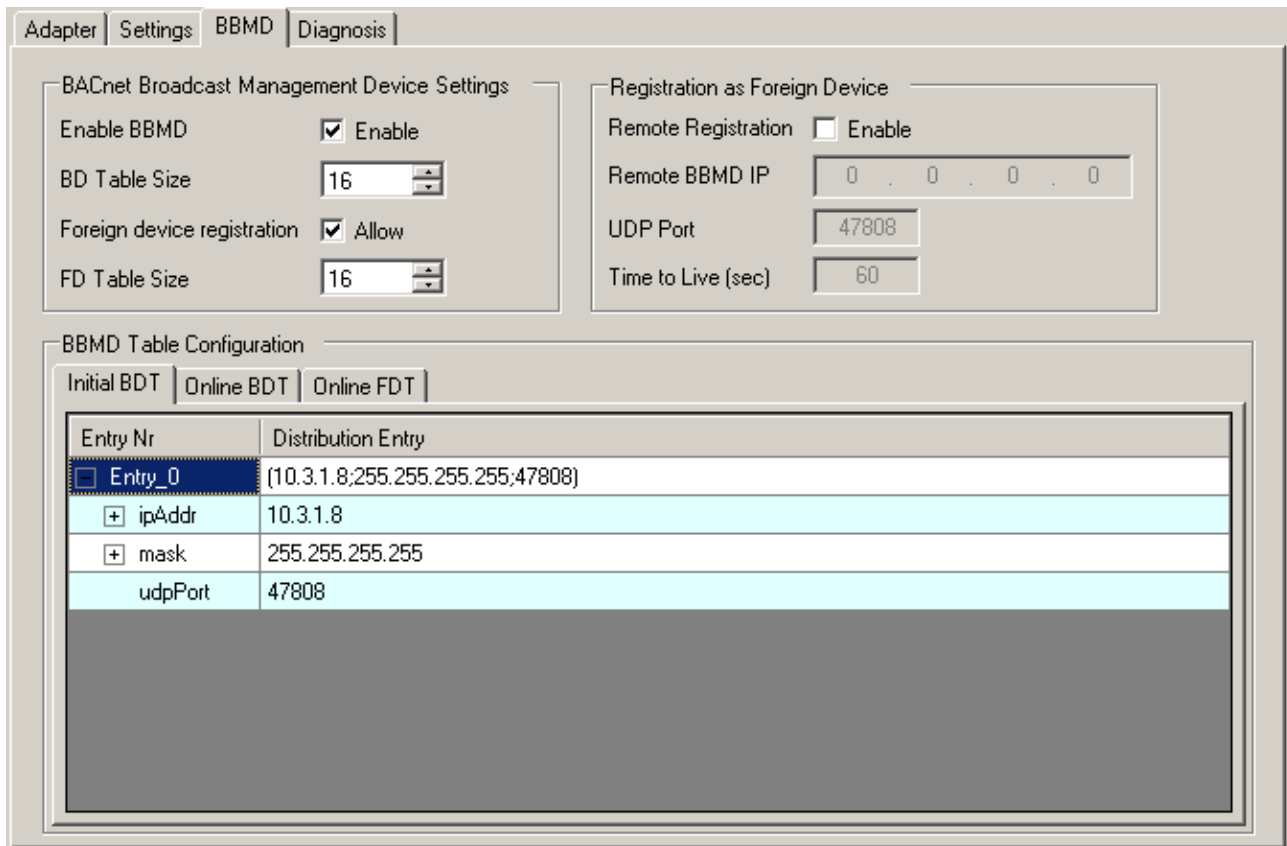 Adapter Settings BBMD Diagnosis
BACnet Broadcast Management Device Settings
Enable BBMD Enable
BD Table Size 16
Foreign device registration Allow
FD Table Size 16
Registration as Foreign Device
Remote Registration Enable
Remote BBMD IP 0 . 0 . 0 . 0
UDP Port 47808
Time to Live (sec) 60
BBMD Table Configuration
Initial BDT Online BDT Online FDT
Entry Nr Distribution Entry
Entry_0 (10.3.1.8;255.255.255.255;47808)
ipAddr 10.3.1.8
mask 255.255.255.255
udpPort 47808